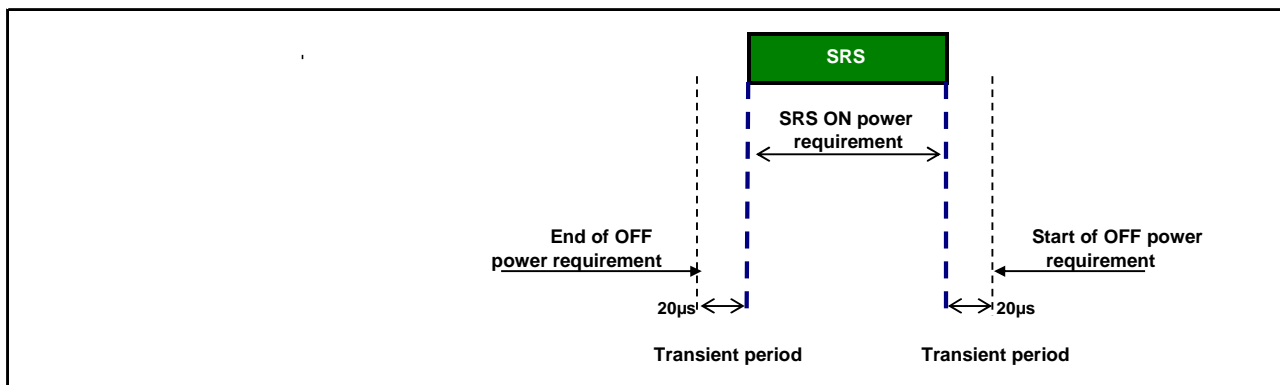 SRS
SRS ON power
requirement
End of OFF
power requirement
Start of OFF power
requirement
20µs
20µs
Transient period
Transient period